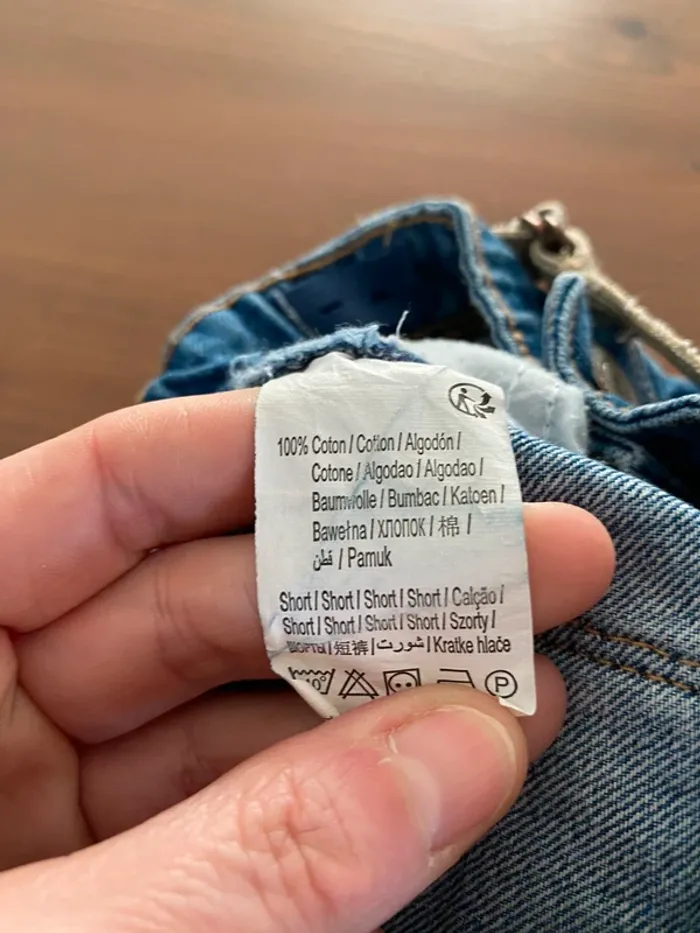 100% Coton / Cotton / Algodón /
Cotone / Algodao / Algodao /
Baumwolle / Bumbac / Katoen /
Bawełna / ХЛОПОК / 棉 /
قطن / Pamuk
Short / Short / Short / Short / Calção /
Short / Short / Short / Short / Szorty /
ШОРТЫ / 短裤 / شورت / Kratke hlače
P